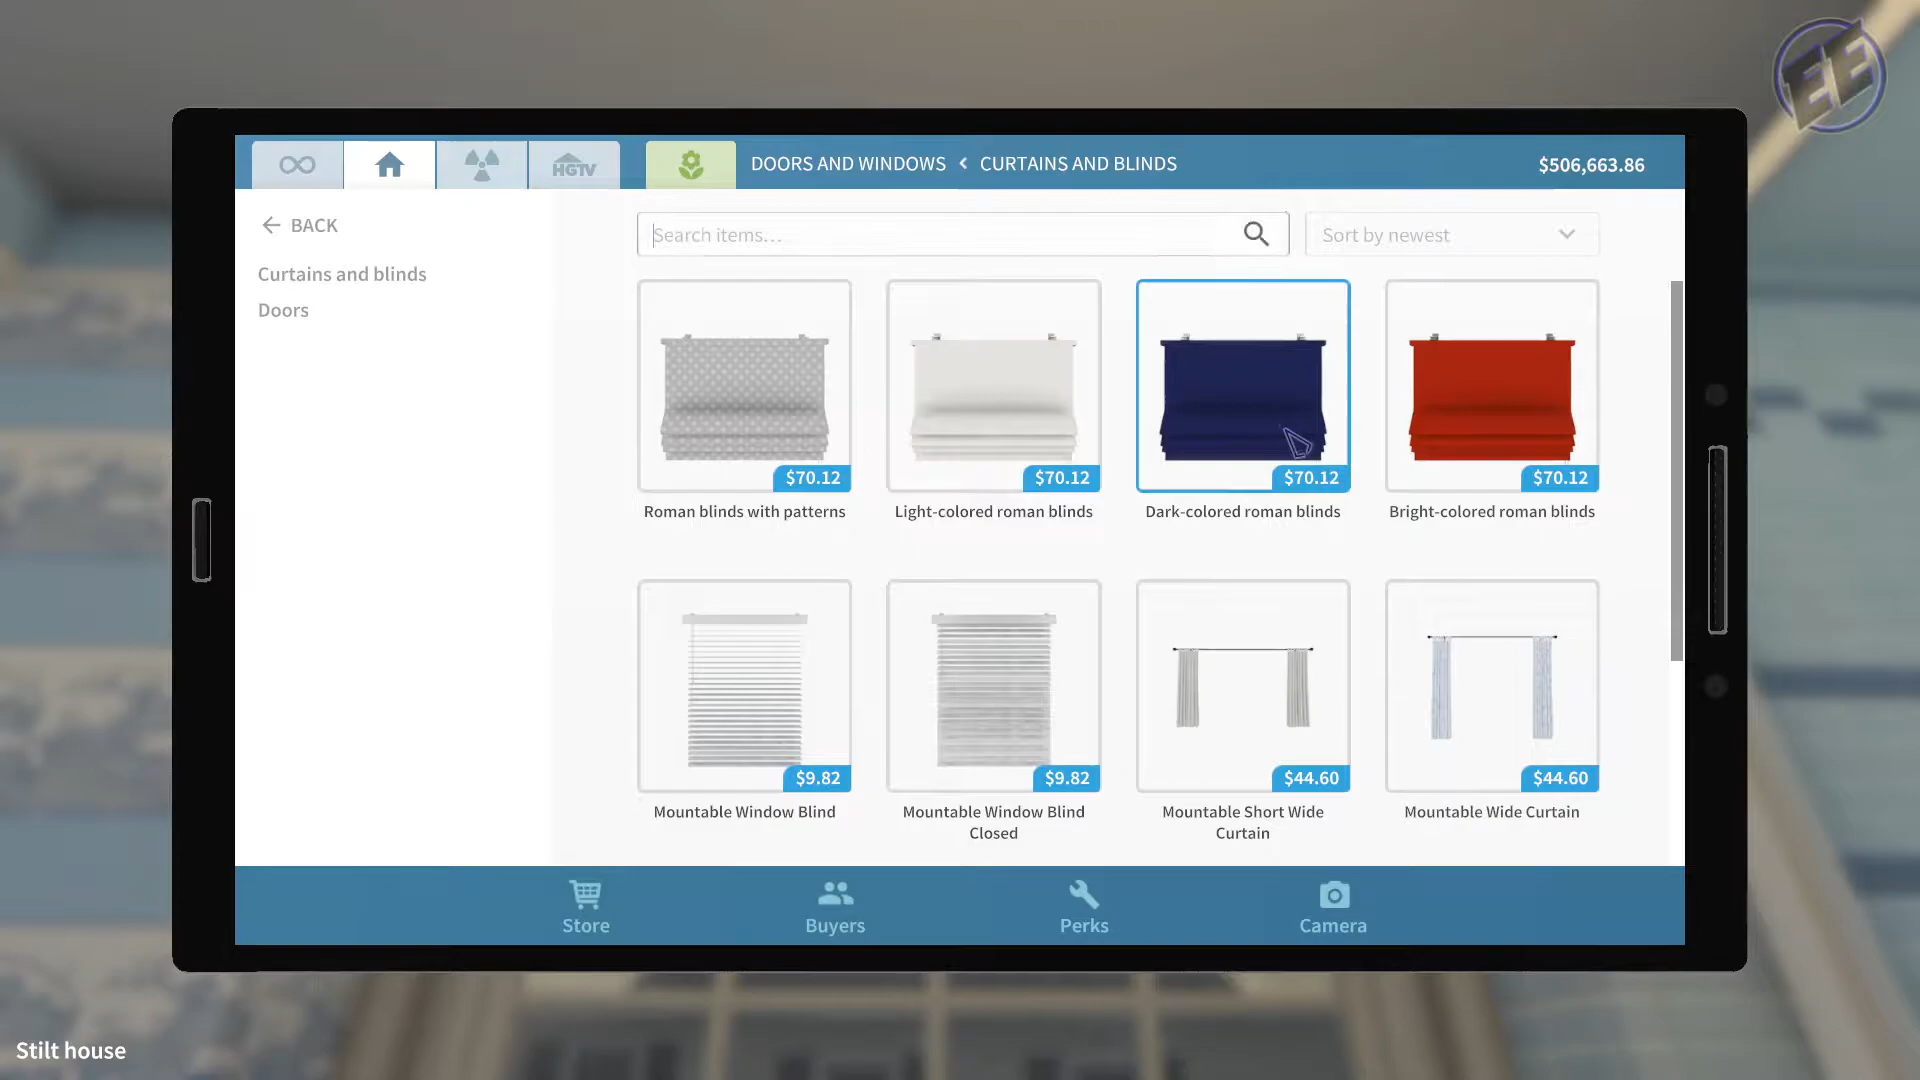 EE
HGTV
DOORS AND WINDOWS < CURTAINS AND BLINDS
$506,663.86
BACK
Curtains and blinds
Doors
Search items...
Sort by newest
$70.12
$70.12
$70.12
$70.12
Roman blinds with patterns
Light-colored roman blinds
Dark-colored roman blinds
Bright-colored roman blinds
$9.82
$9.82
$44.60
$44.60
Mountable Window Blind
Mountable Window Blind
Closed
Mountable Short Wide
Curtain
Mountable Wide Curtain
Store
Buyers
Perks
Camera
Stilt house